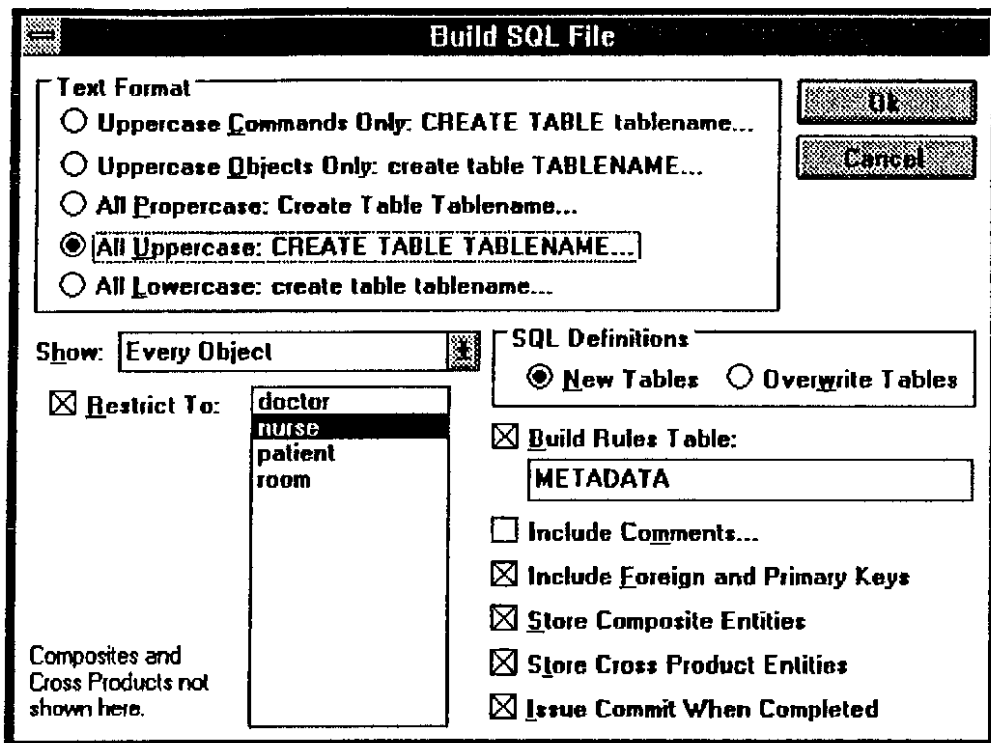 Build SQL File
Text Format
Uppercase Commands Only: CREATE TABLE tablename...
Uppercase Objects Only: create table TABLENAME...
All Propercase: Create Table Tablename...
All Uppercase: CREATE TABLE TABLENAME...
All Lowercase: create table tablename...
Ok
Cancel
Show: Every Object
SQL Definitions
New Tables Overwrite Tables
Restrict To:
doctor
nurse
patient
room
Build Rules Table:
METADATA
Include Comments...
Include Foreign and Primary Keys
Store Composite Entities
Store Cross Product Entities
Issue Commit When Completed
Composites and
Cross Products not
shown here.